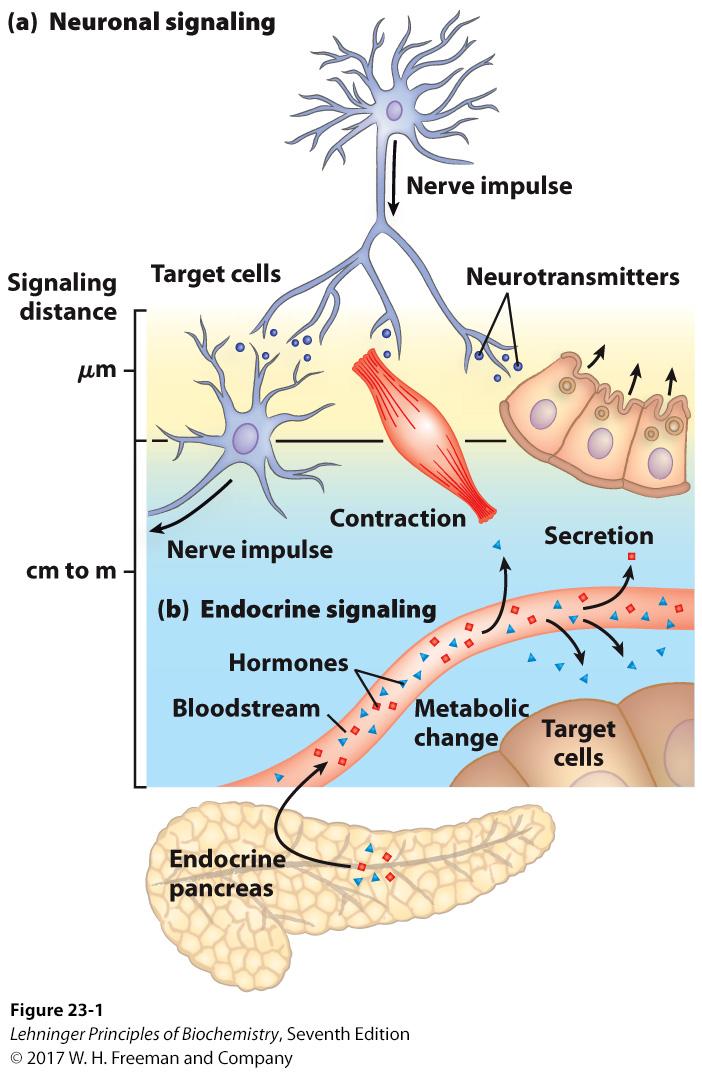 (a) Neuronal signaling
Nerve impulse
Signaling
distance
Target cells
Neurotransmitters
μm
Contraction
Nerve impulse
Secretion
cm to m
(b) Endocrine signaling
Hormones
Bloodstream
Metabolic
change
Target
cells
Endocrine
pancreas
Figure 23-1
Lehninger Principles of Biochemistry, Seventh Edition
© 2017 W. H. Freeman and Company